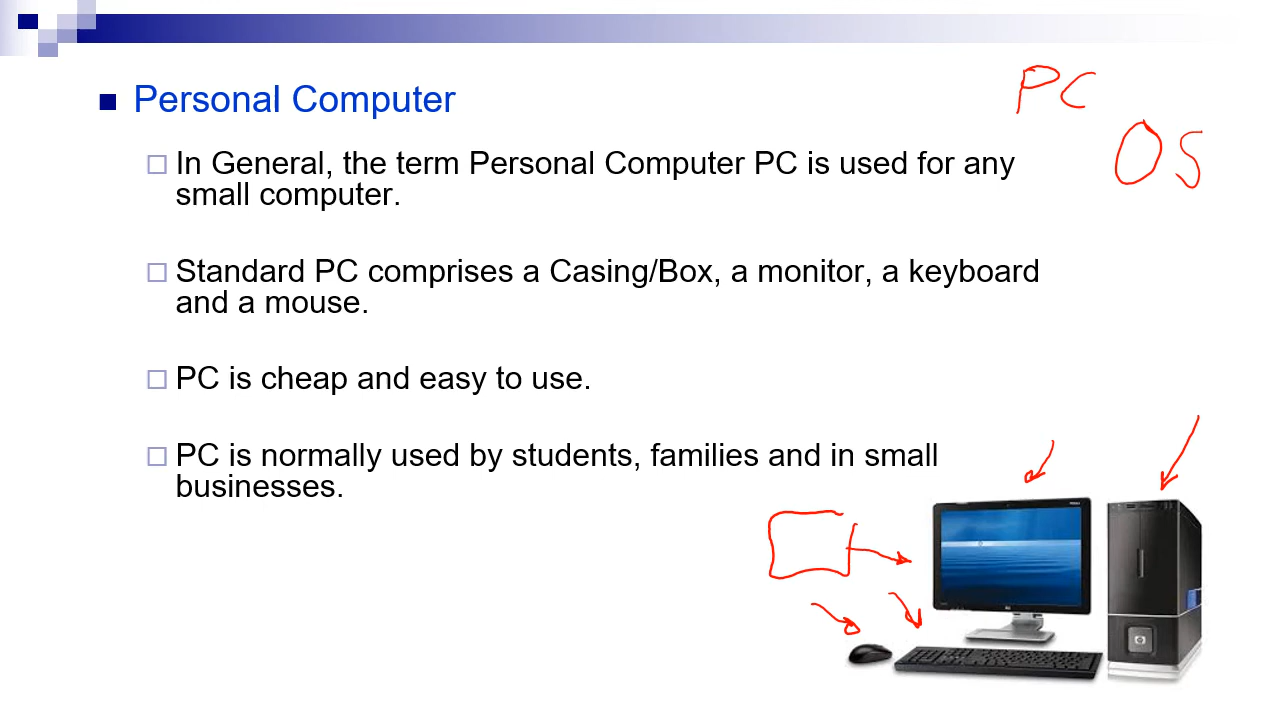 Personal Computer
PC
OS
In General, the term Personal Computer PC is used for any
small computer.
Standard PC comprises a Casing/Box, a monitor, a keyboard
and a mouse.
PC is cheap and easy to use.
PC is normally used by students, families and in small
businesses.